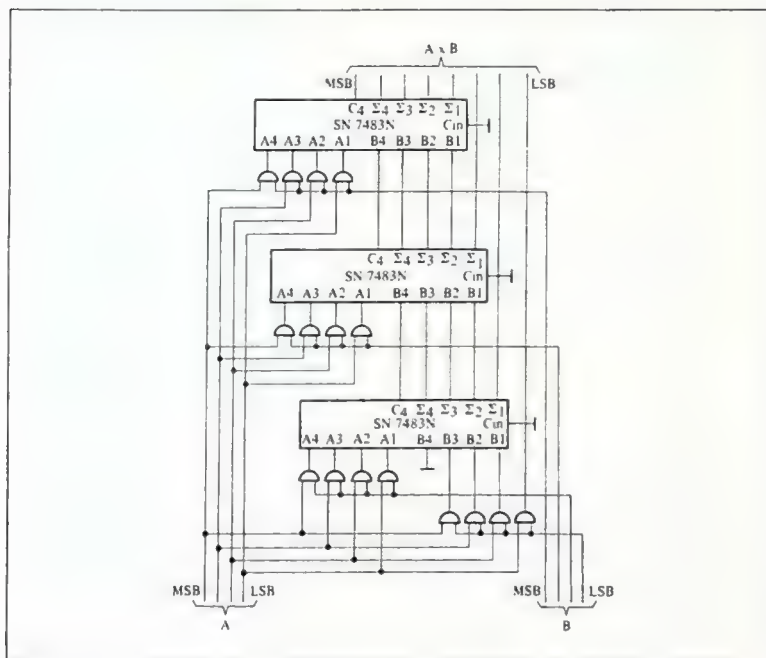 A x B
MSB LSB
C4 Σ4 Σ3 Σ2 Σ1
SN 7483N Cin
A4 A3 A2 A1 B4 B3 B2 B1
C4 Σ4 Σ3 Σ2 Σ1
SN 7483N Cin
A4 A3 A2 A1 B4 B3 B2 B1
C4 Σ4 Σ3 Σ2 Σ1
SN 7483N Cin
A4 A3 A2 A1 B4 B3 B2 B1
MSB LSB MSB LSB
A B